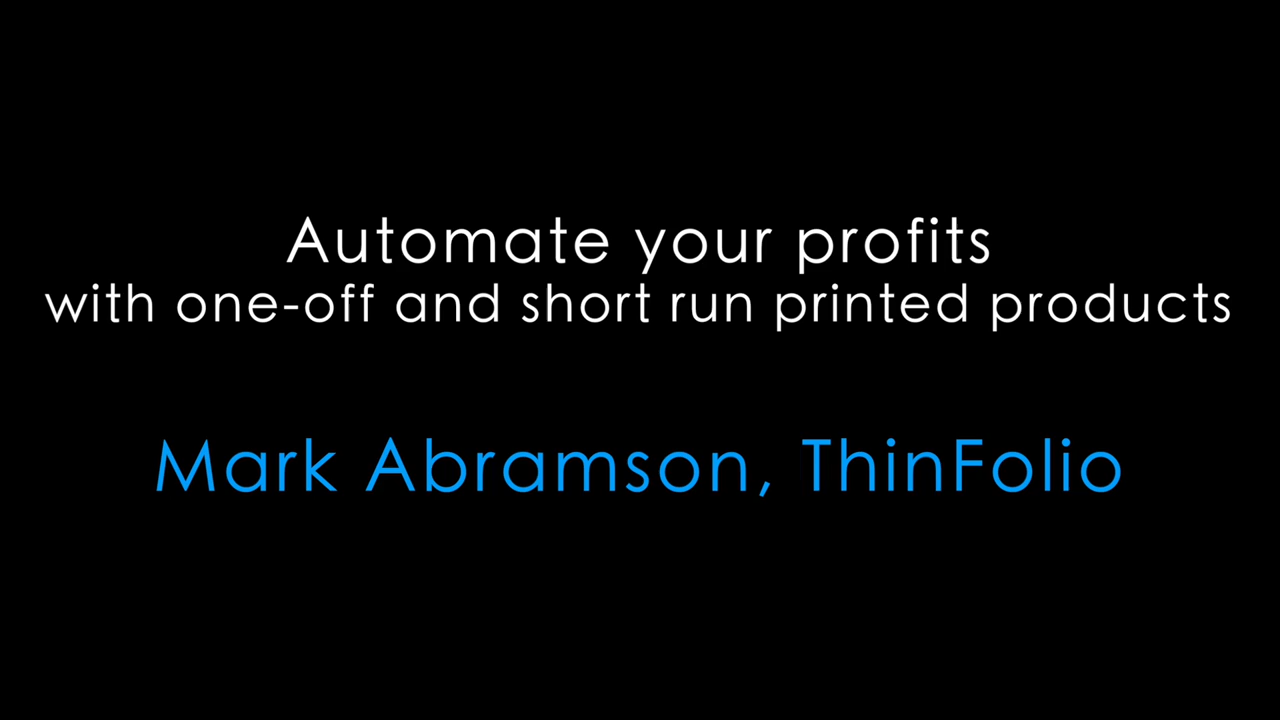 Automate your profits
with one-off and short run printed products
Mark Abramson, ThinFolio